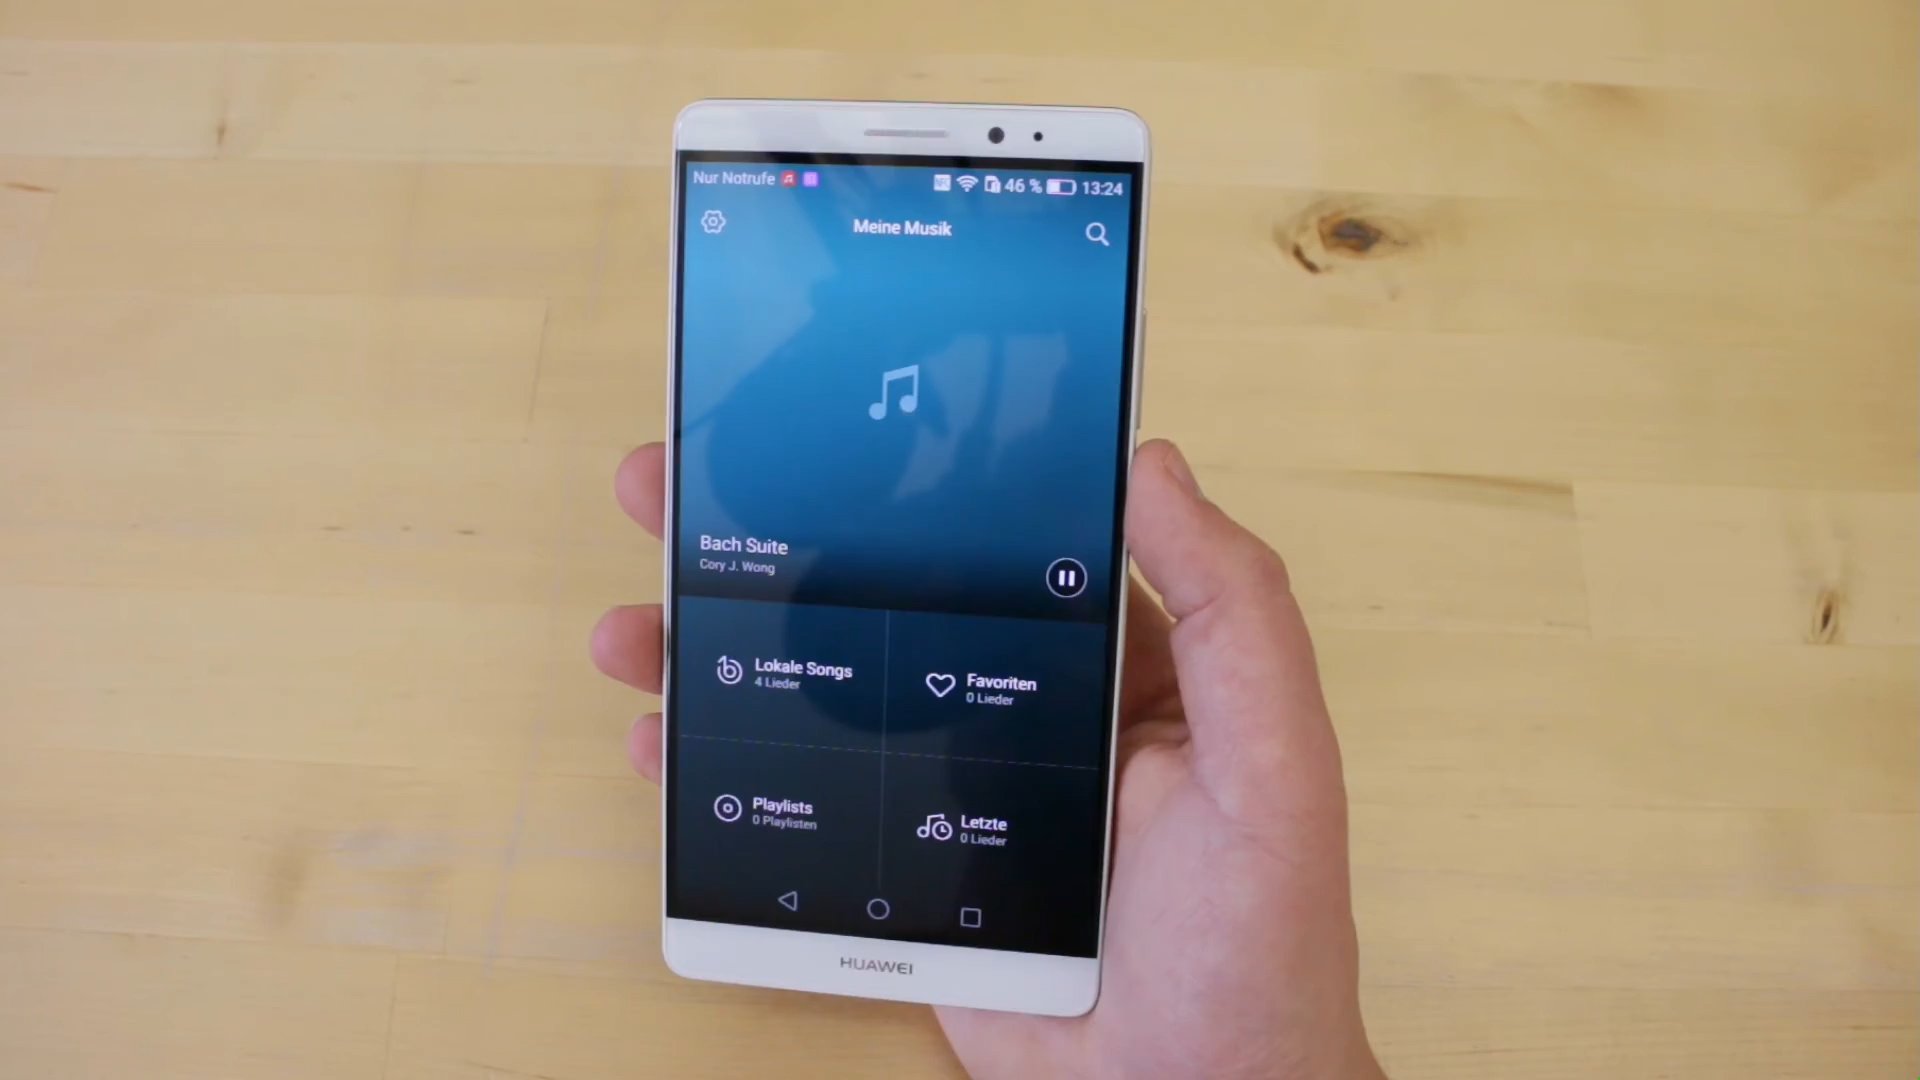 Nur Notrufe
46 % 13:24
Meine Musik
Bach Suite
Cory J. Wong
Lokale Songs
4 Lieder
Favoriten
0 Lieder
Playlists
0 Playlisten
Letzte
0 Lieder
HUAWEI